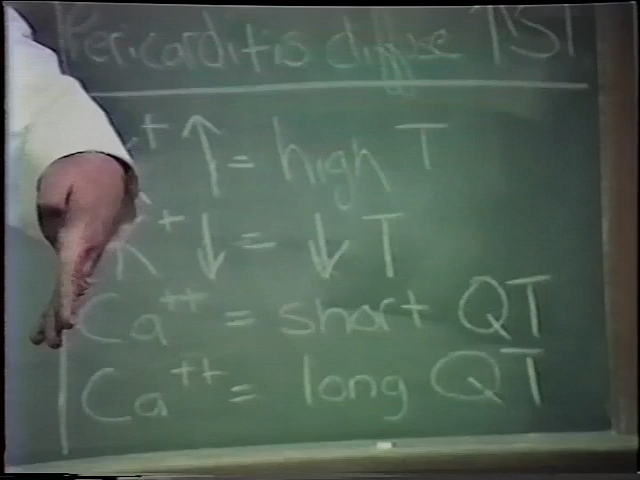 Pericarditis diffuse ↑ST
K+ ↑ = high T
K+ ↓ = ↓ T
Ca++ = short QT
Ca++ = long QT